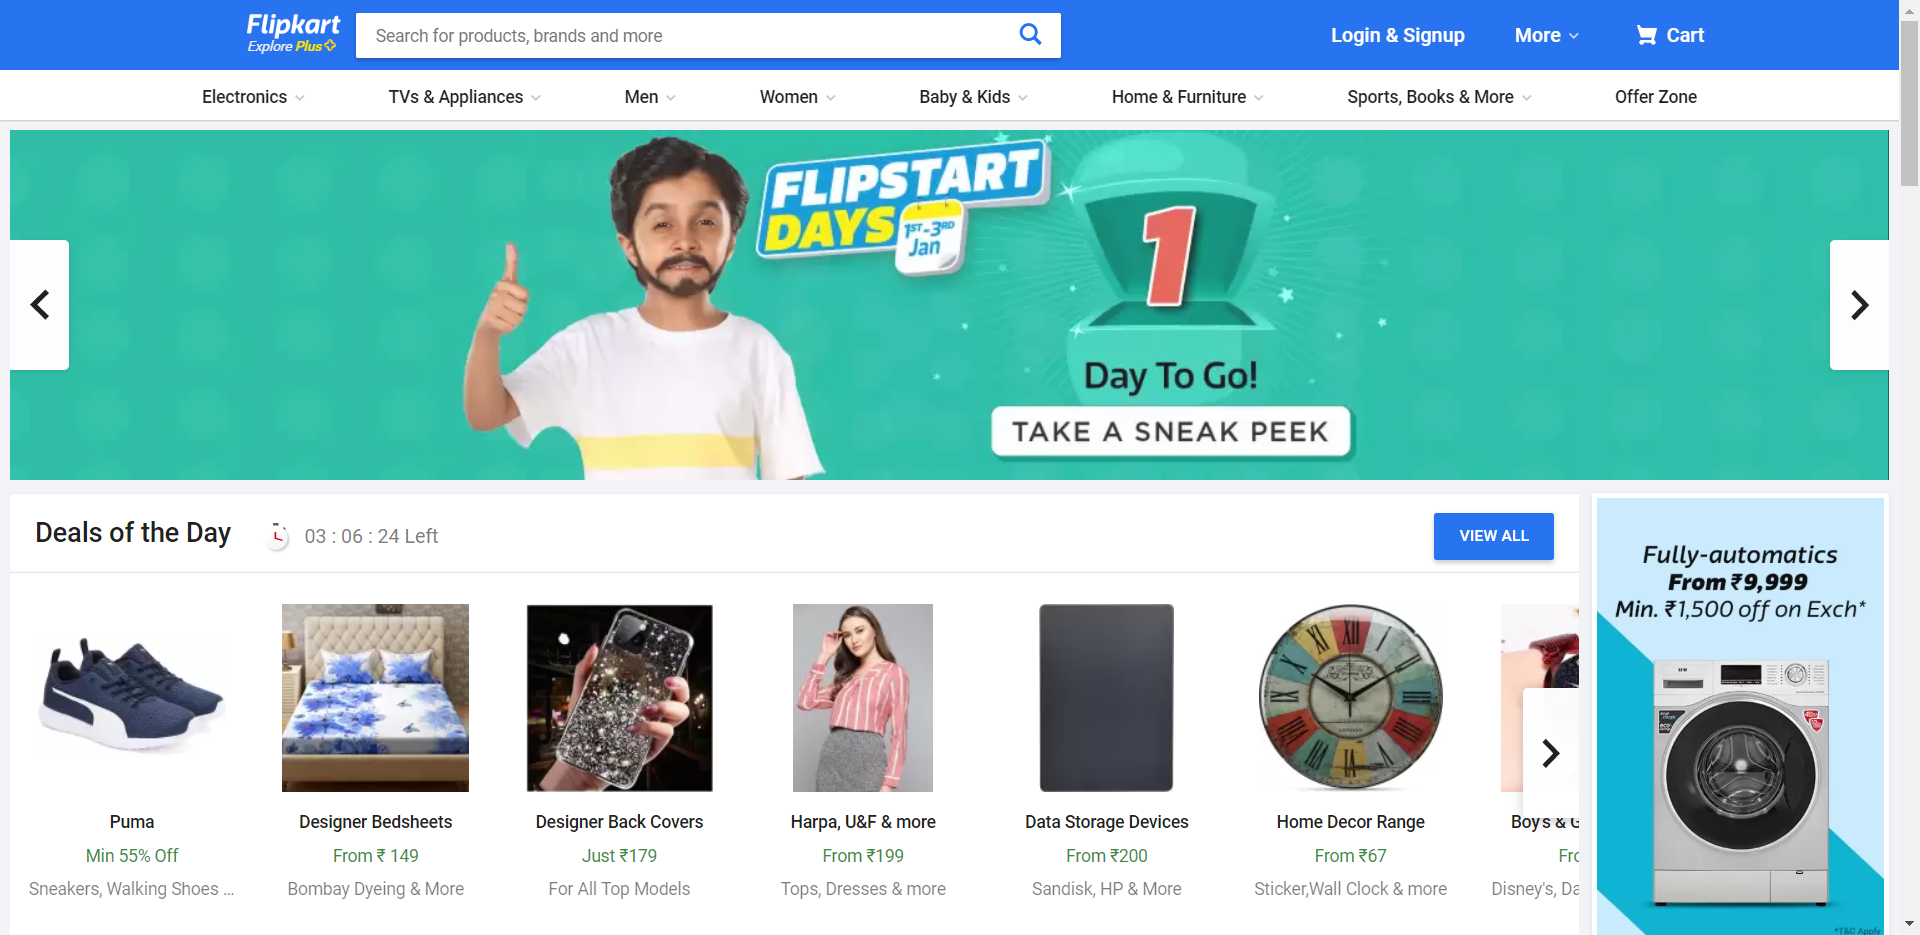 Flipkart
Explore Plus
Search for products, brands and more
Login & Signup
More
Cart
Electronics
TVs & Appliances
Men
Women
Baby & Kids
Home & Furniture
Sports, Books & More
Offer Zone
FLIPSTART
DAYS
1ST-3RD
Jan
1
Day To Go!
TAKE A SNEAK PEEK
Deals of the Day
03 : 06 : 24 Left
VIEW ALL
Puma
Min 55% Off
Sneakers, Walking Shoes ...
Designer Bedsheets
From ₹ 149
Bombay Dyeing & More
Designer Back Covers
Just ₹179
For All Top Models
Harpa, U&F & more
From ₹199
Tops, Dresses & more
Data Storage Devices
From ₹200
Sandisk, HP & More
Home Decor Range
From ₹67
Sticker,Wall Clock & more
Boys & G
Fro
Disney's, Da
Fully-automatics
From ₹9,999
Min. ₹1,500 off on Exch*
IFB
*T&C Apply